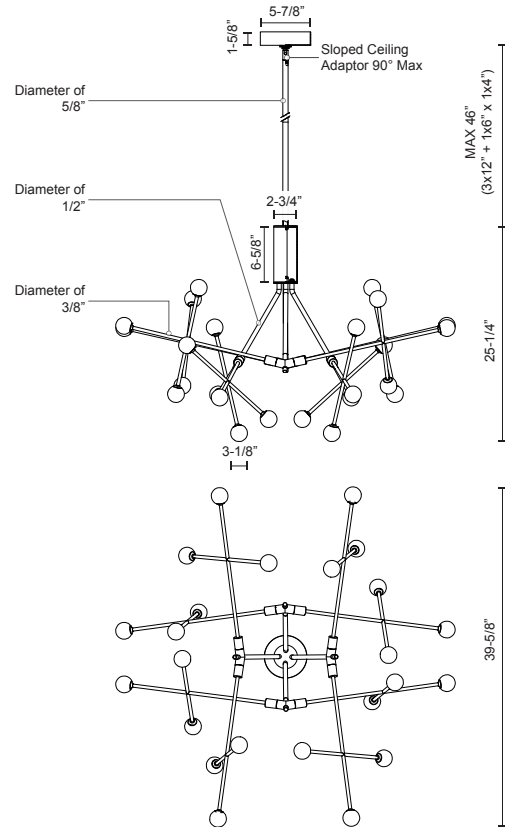 5-7/8”
1-5/8”
Sloped Ceiling
Adaptor 90° Max
Diameter of
5/8”
MAX 46”
(3x12” + 1x6” x 1x4”)
Diameter of
1/2”
2-3/4”
6-5/8”
Diameter of
3/8”
25-1/4”
3-1/8”
39-5/8”